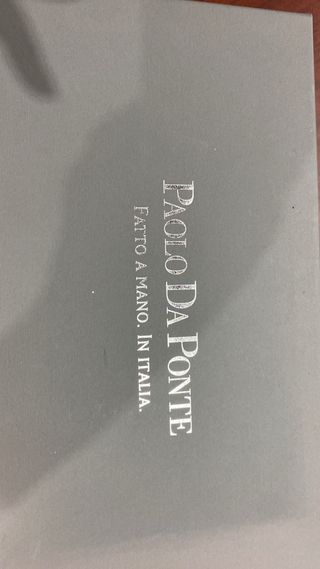 PAOLO DA PONTE
FATTO A MANO. IN ITALIA.